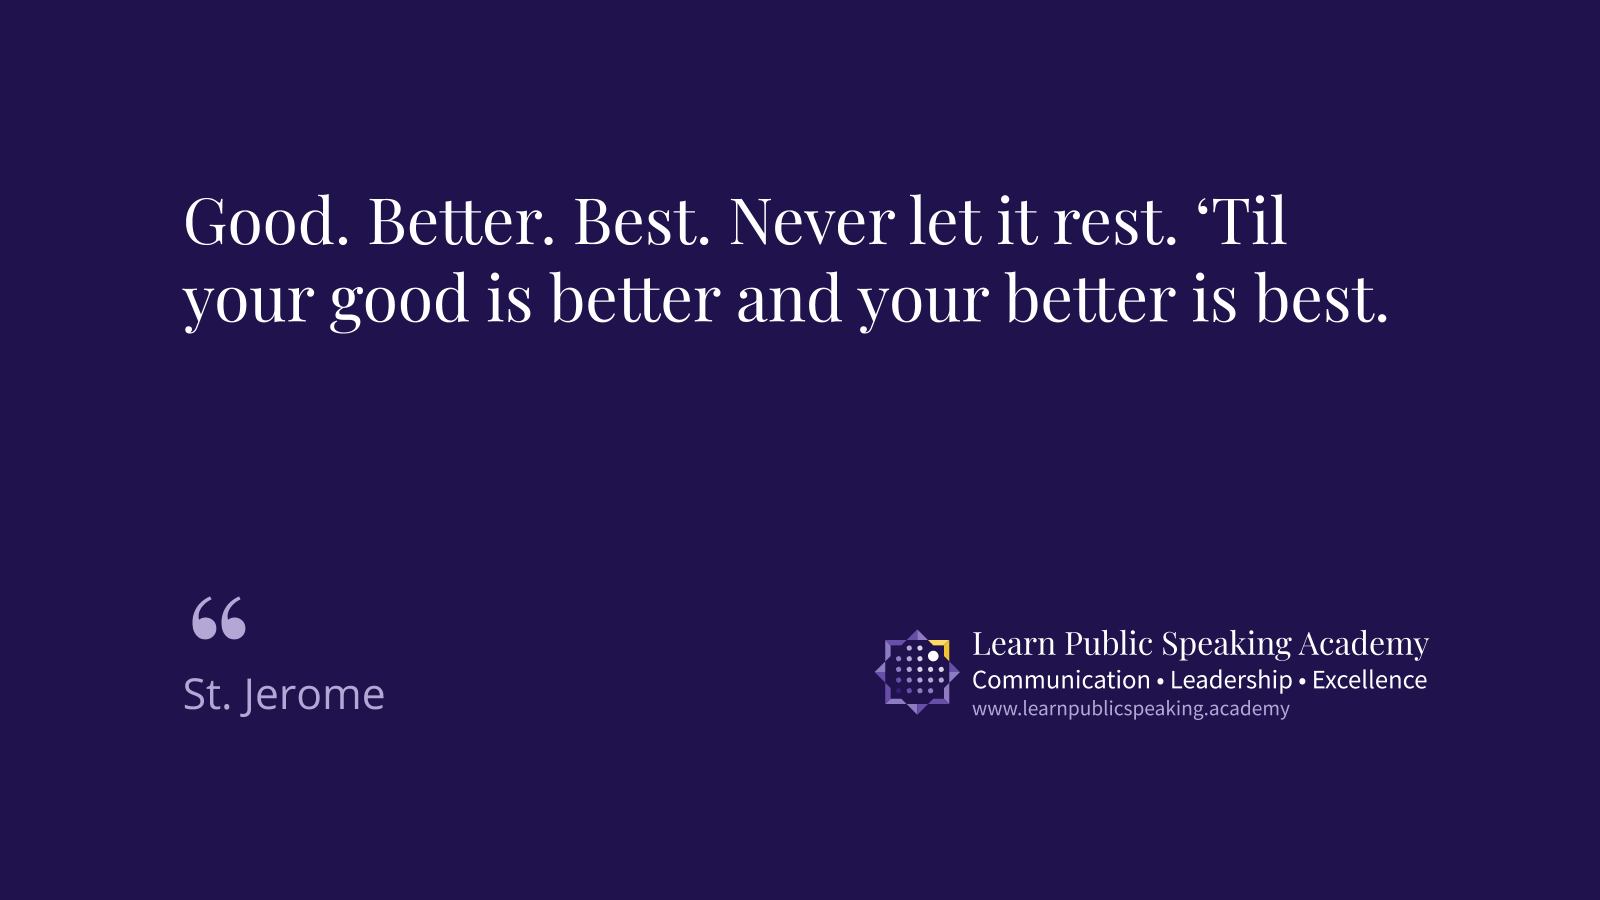 Good. Better. Best. Never let it rest. ‘Til
your good is better and your better is best.
“
St. Jerome
Learn Public Speaking Academy
Communication • Leadership • Excellence
www.learnpublicspeaking.academy